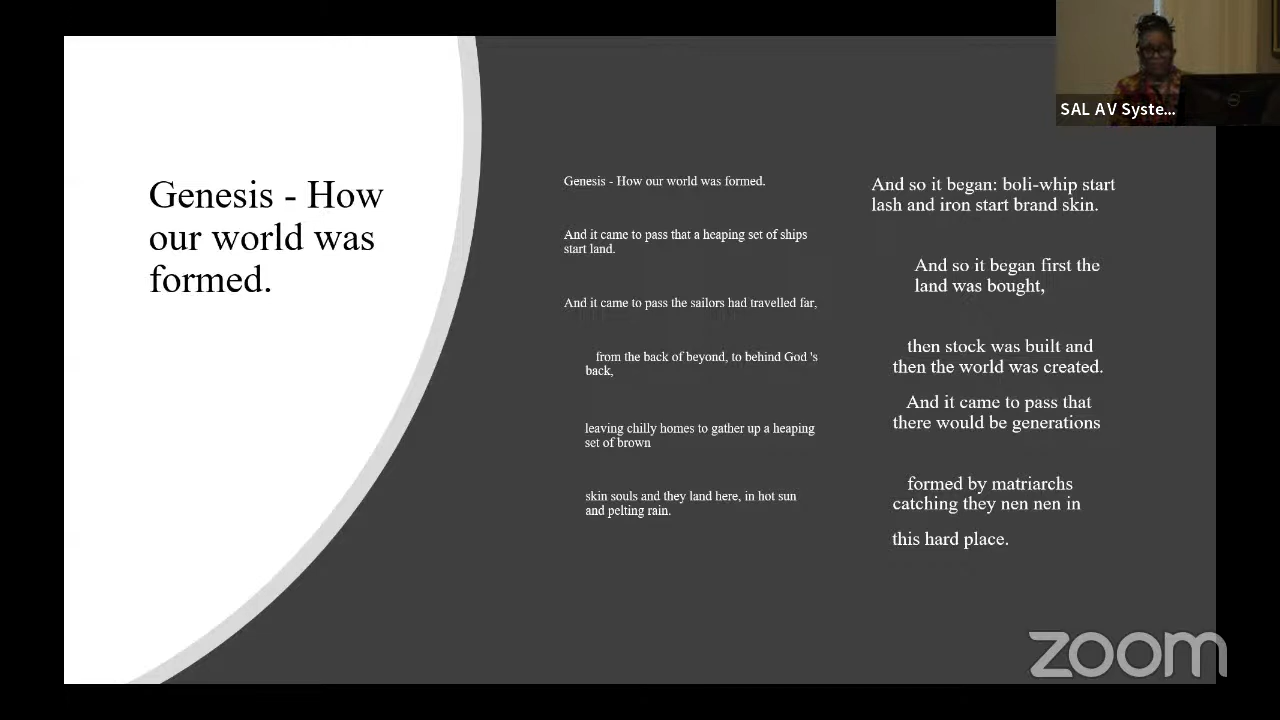 Genesis - How
our world was
formed.
Genesis - How our world was formed.
And it came to pass that a heaping set of ships
start land.
And it came to pass the sailors had travelled far,
from the back of beyond, to behind God 's
back,
leaving chilly homes to gather up a heaping
set of brown
skin souls and they land here, in hot sun
and pelting rain.
And so it began: boli-whip start
lash and iron start brand skin.
And so it began first the
land was bought,
then stock was built and
then the world was created.
And it came to pass that
there would be generations
formed by matriarchs
catching they nen nen in
this hard place.
SAL AV Syste...
zoom